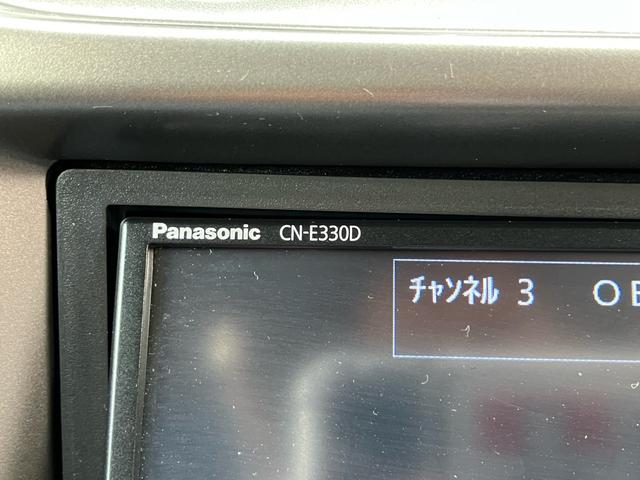 Panasonic CN-E330D
ﾁｬﾝﾈﾙ 3